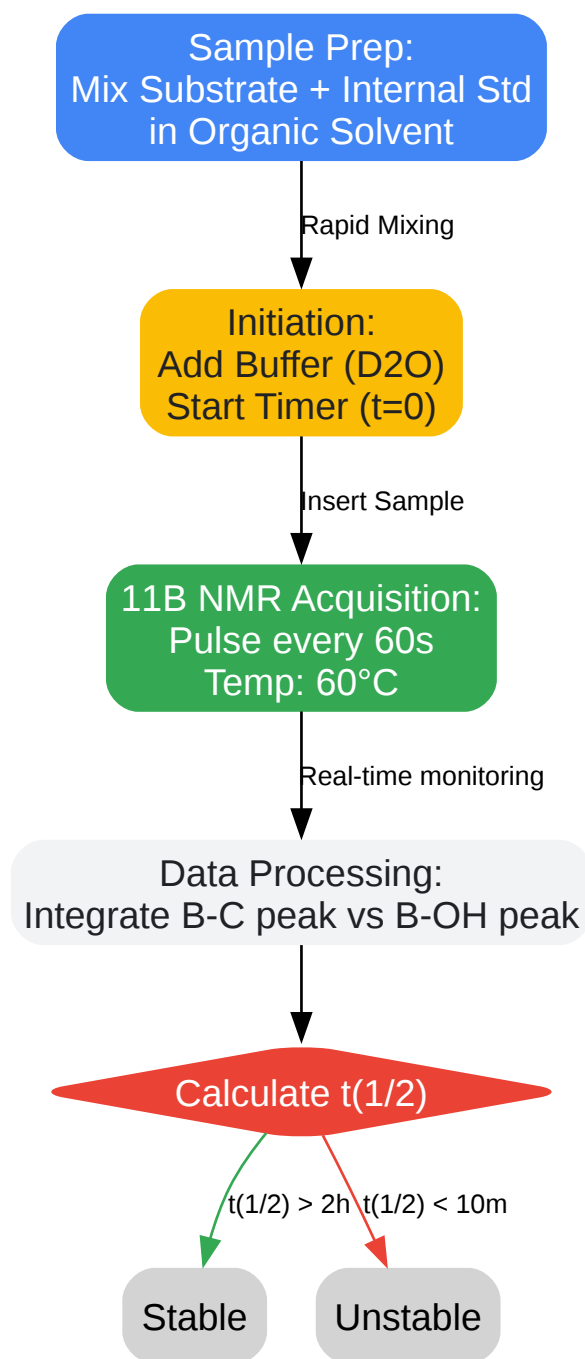 Sample Prep:
Mix Substrate + Internal Std
in Organic Solvent
Rapid Mixing
Initiation:
Add Buffer (D2O)
Start Timer (t=0)
Insert Sample
11B NMR Acquisition:
Pulse every 60s
Temp: 60°C
Real-time monitoring
Data Processing:
Integrate B-C peak vs B-OH peak
Calculate t(1/2)
t(1/2) > 2h
t(1/2) < 10m
Stable
Unstable